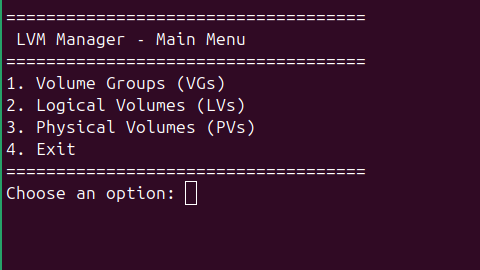 ====================================
LVM Manager - Main Menu
====================================
1. Volume Groups (VGs)
2. Logical Volumes (LVs)
3. Physical Volumes (PVs)
4. Exit
====================================
Choose an option: